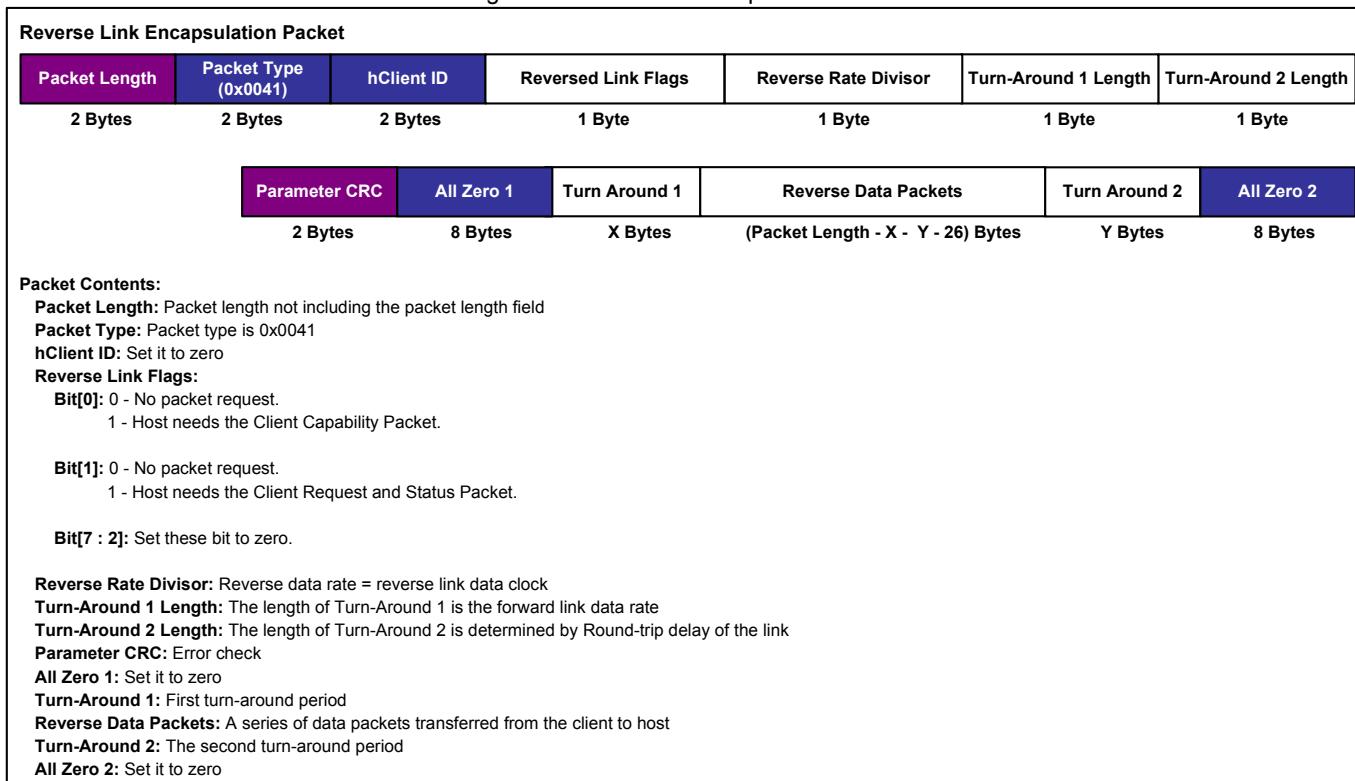 Reverse Link Encapsulation Packet
Packet Length
Packet Type (0x0041)
hClient ID
Reversed Link Flags
Reverse Rate Divisor
Turn-Around 1 Length
Turn-Around 2 Length
2 Bytes
2 Bytes
2 Bytes
1 Byte
1 Byte
1 Byte
1 Byte
Parameter CRC
All Zero 1
Turn Around 1
Reverse Data Packets
Turn Around 2
All Zero 2
2 Bytes
8 Bytes
X Bytes
(Packet Length - X - Y - 26) Bytes
Y Bytes
8 Bytes
Packet Contents:
Packet Length: Packet length not including the packet length field
Packet Type: Packet type is 0x0041
hClient ID: Set it to zero
Reverse Link Flags:
Bit[0]: 0 - No packet request.
1 - Host needs the Client Capability Packet.
Bit[1]: 0 - No packet request.
1 - Host needs the Client Request and Status Packet.
Bit[7 : 2]: Set these bit to zero.
Reverse Rate Divisor: Reverse data rate = reverse link data clock
Turn-Around 1 Length: The length of Turn-Around 1 is the forward link data rate
Turn-Around 2 Length: The length of Turn-Around 2 is determined by Round-trip delay of the link
Parameter CRC: Error check
All Zero 1: Set it to zero
Turn-Around 1: First turn-around period
Reverse Data Packets: A series of data packets transferred from the client to host
Turn-Around 2: The second turn-around period
All Zero 2: Set it to zero